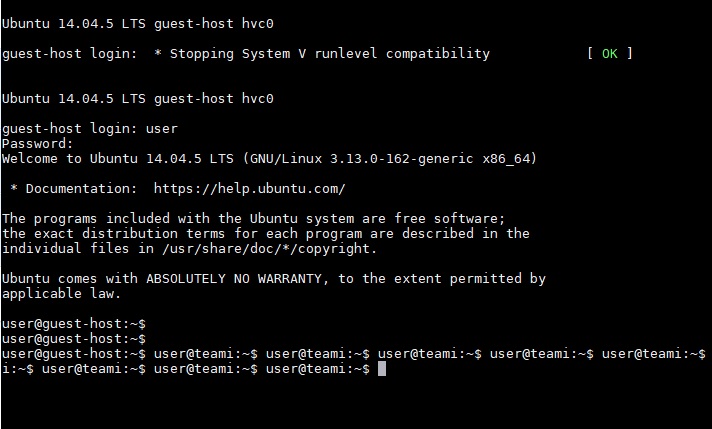 Ubuntu 14.04.5 LTS guest-host hvc0
guest-host login:  * Stopping System V runlevel compatibility            [ OK ]
Ubuntu 14.04.5 LTS guest-host hvc0
guest-host login: user
Password:
Welcome to Ubuntu 14.04.5 LTS (GNU/Linux 3.13.0-162-generic x86_64)
 * Documentation:  https://help.ubuntu.com/
The programs included with the Ubuntu system are free software;
the exact distribution terms for each program are described in the
individual files in /usr/share/doc/*/copyright.
Ubuntu comes with ABSOLUTELY NO WARRANTY, to the extent permitted by
applicable law.
user@guest-host:~$
user@guest-host:~$
user@guest-host:~$ user@teami:~$ user@teami:~$ user@teami:~$ user@teami:~$ user@teami:~$
i:~$ user@teami:~$ user@teami:~$ user@teami:~$